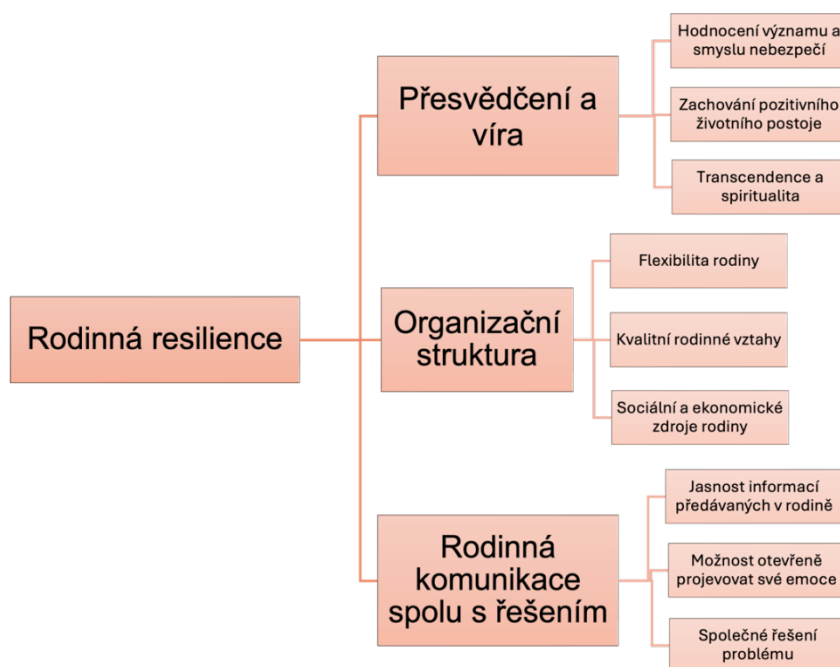 Rodinná resilience
Přesvědčení a
víra
Hodnocení významu a
smyslu nebezpečí
Zachování pozitivního
životního postoje
Transcendence a
spiritualita
Organizační
struktura
Flexibilita rodiny
Kvalitní rodinné vztahy
Sociální a ekonomické
zdroje rodiny
Rodinná
komunikace
spolu s řešením
Jasnost informací
předávaných v rodině
Možnost otevřeně
projevovat své emoce
Společné řešení
problému